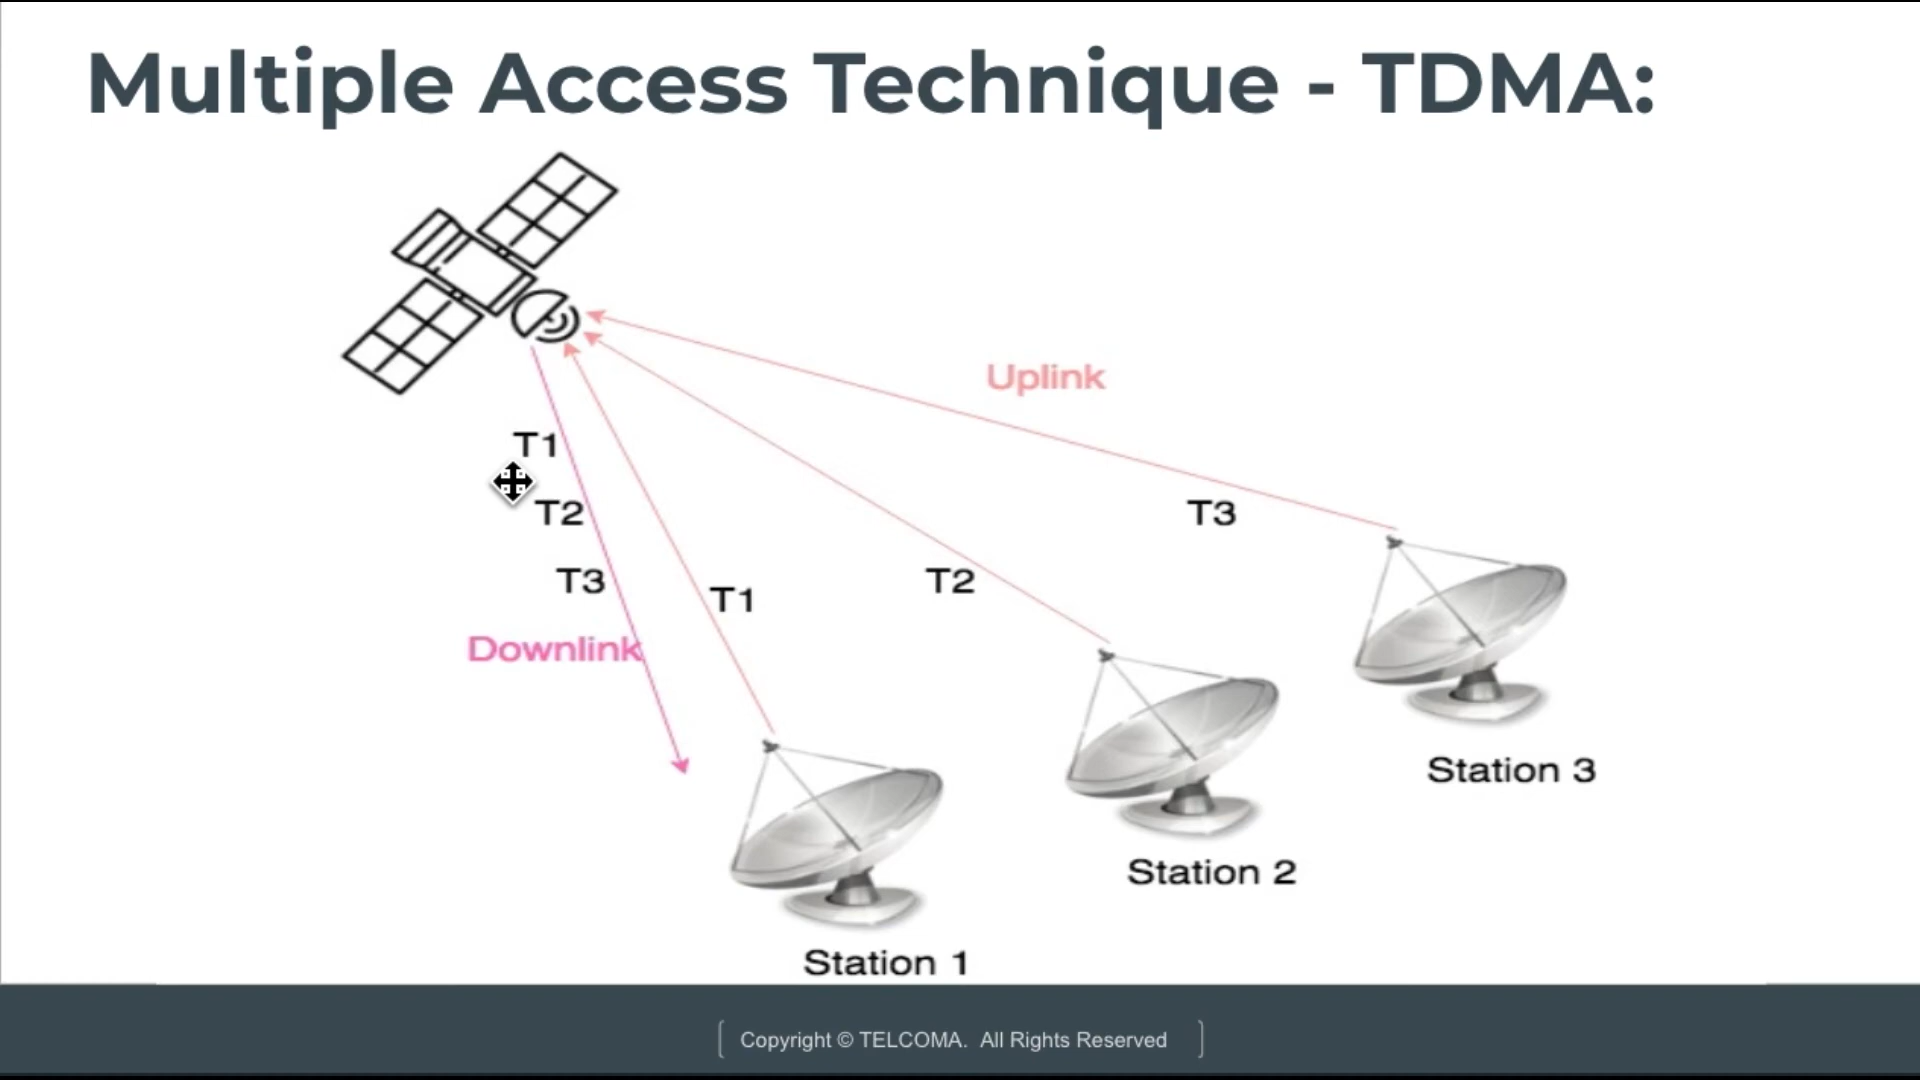 Multiple Access Technique - TDMA:
Uplink
T1
T2
T3
T3
T2
T1
Downlink
Station 3
Station 2
Station 1
Copyright © TELCOMA. All Rights Reserved